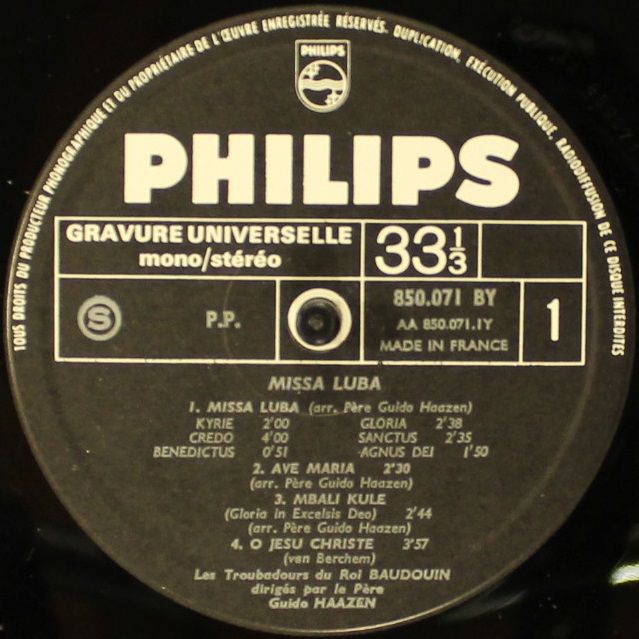 TOUS DROITS DU PRODUCTEUR PHONOGRAPHIQUE ET DU PROPRIÉTAIRE DE L'ŒUVRE ENREGISTRÉE RÉSERVÉS. DUPLICATION, EXÉCUTION PUBLIQUE, RADIODIFFUSION DE CE DISQUE INTERDITES
PHILIPS
PHILIPS
GRAVURE UNIVERSELLE
mono/stéréo
33 1/3
S
P.P.
850.071 BY
AA 850.071.1Y
MADE IN FRANCE
1
MISSA LUBA
1. MISSA LUBA (arr. Père Guido Haazen)
KYRIE 2'00 GLORIA 2'38
CREDO 4'00 SANCTUS 2'35
BENEDICTUS 0'51 AGNUS DEI 1'50
2. AVE MARIA 2'30
(arr. Père Guido Haazen)
3. MBALI KULE
(Gloria in Excelsis Deo) 2'44
(arr. Père Guido Haazen)
4. O JESU CHRISTE 3'57
(van Berchem)
Les Troubadours du Roi BAUDOUIN
dirigés par le Père
Guido HAAZEN